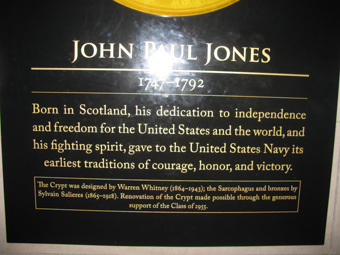 JOHN PAUL JONES
1747–1792
Born in Scotland, his dedication to independence
and freedom for the United States and the world, and
his fighting spirit, gave to the United States Navy its
earliest traditions of courage, honor, and victory.
The Crypt was designed by Warren Whitney (1864–1943); the Sarcophagus and bronzes by
Sylvain Salieres (1865–1918). Renovation of the Crypt made possible through the generous
support of the Class of 1935.